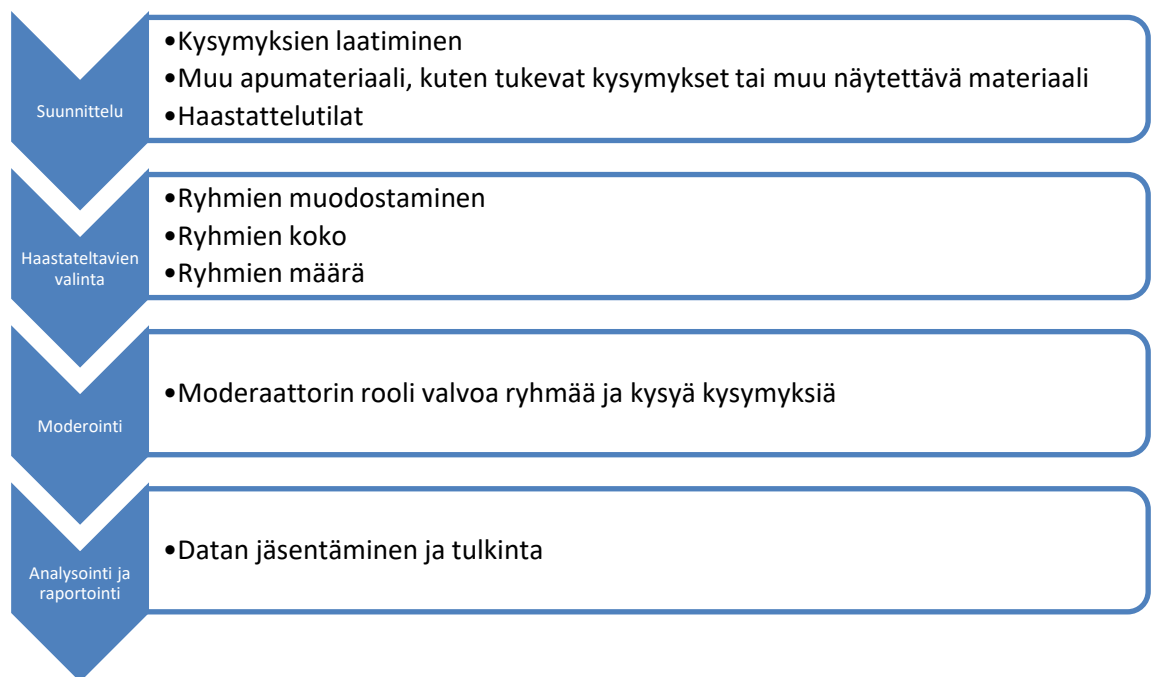 Suunnittelu
•Kysymyksien laatiminen
•Muu apumateriaali, kuten tukevat kysymykset tai muu näytettävä materiaali
•Haastattelutilat
Haastateltavien
valinta
•Ryhmien muodostaminen
•Ryhmien koko
•Ryhmien määrä
Moderointi
•Moderaattorin rooli valvoa ryhmää ja kysyä kysymyksiä
Analysointi ja
raportointi
•Datan jäsentäminen ja tulkinta